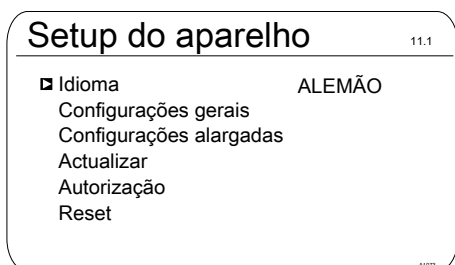 Setup do aparelho 11.1
Idioma ALEMÃO
Configurações gerais
Configurações alargadas
Actualizar
Autorização
Reset